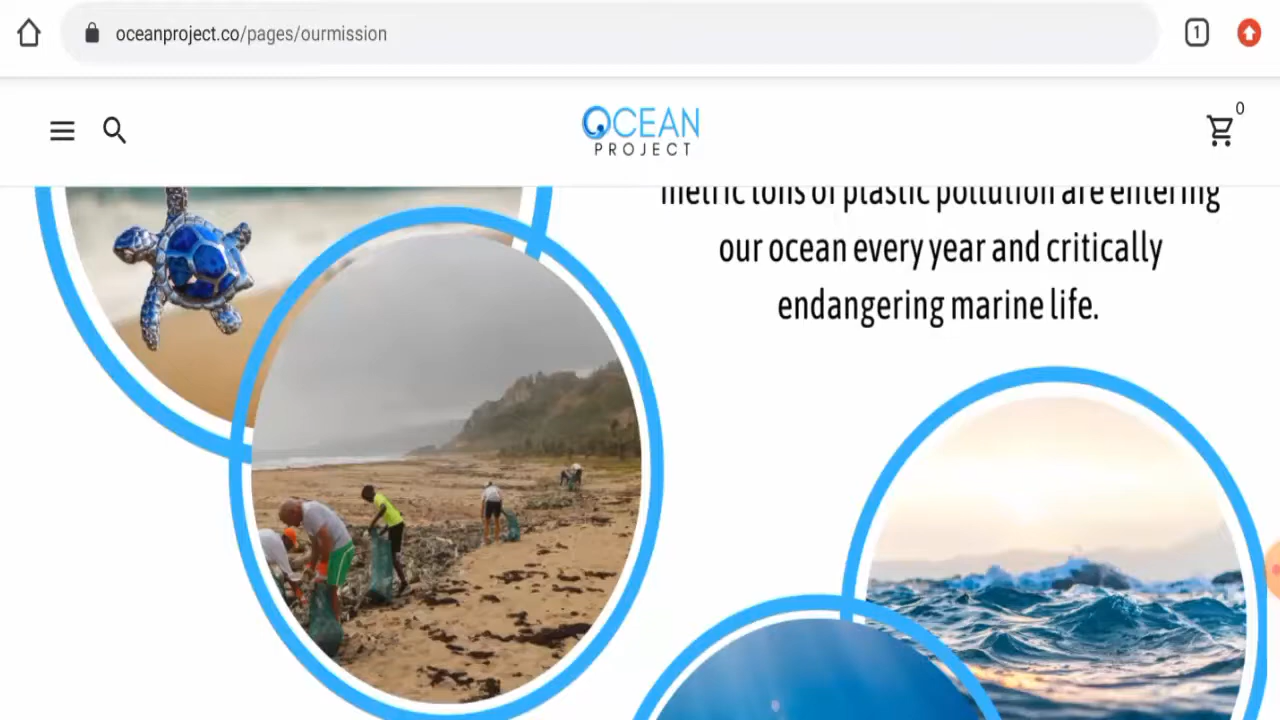 oceanproject.co/pages/ourmission
1
OCEAN
PROJECT
0
metric tons of plastic pollution are entering
our ocean every year and critically
endangering marine life.